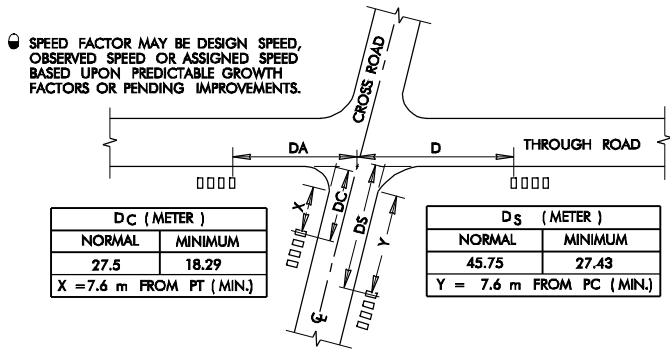 SPEED FACTOR MAY BE DESIGN SPEED,
OBSERVED SPEED OR ASSIGNED SPEED
BASED UPON PREDICTABLE GROWTH
FACTORS OR PENDING IMPROVEMENTS.
CROSS ROAD
THROUGH ROAD
DA
D
X
DC
DS
Y
DC (METER)
NORMAL MINIMUM
27.5 18.29
X =7.6 m FROM PT (MIN.)
DS (METER)
NORMAL MINIMUM
45.75 27.43
Y = 7.6 m FROM PC (MIN.)
CL